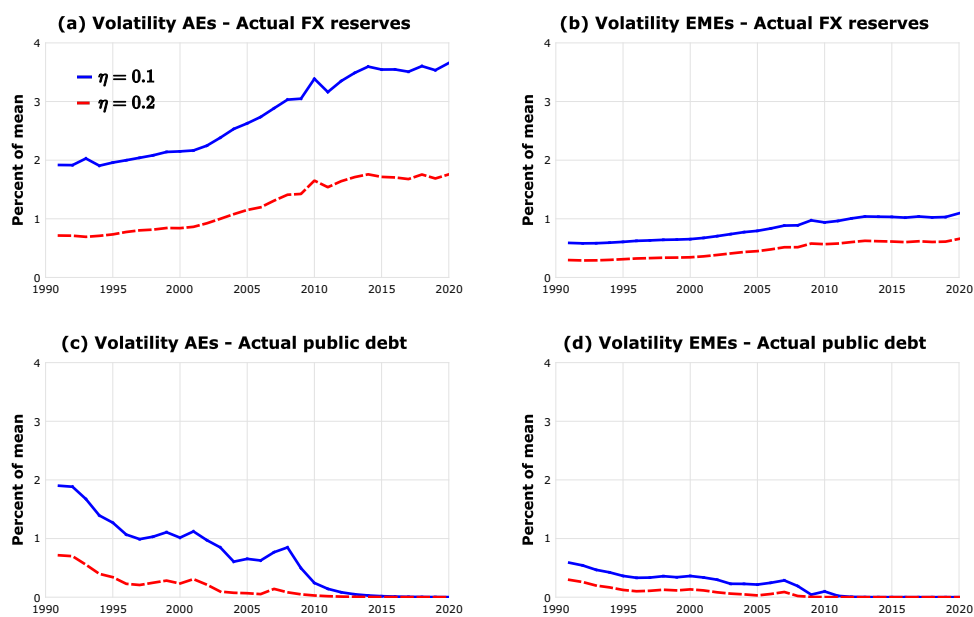 (a) Volatility AEs - Actual FX reserves
Percent of mean
4
3
2
1
0
η = 0.1
η = 0.2
1990 1995 2000 2005 2010 2015 2020
(b) Volatility EMEs - Actual FX reserves
Percent of mean
4
3
2
1
0
1990 1995 2000 2005 2010 2015 2020
(c) Volatility AEs - Actual public debt
Percent of mean
4
3
2
1
0
1990 1995 2000 2005 2010 2015 2020
(d) Volatility EMEs - Actual public debt
Percent of mean
4
3
2
1
0
1990 1995 2000 2005 2010 2015 2020